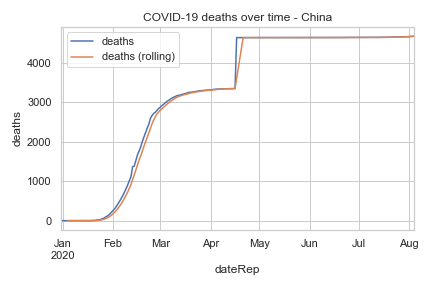 COVID-19 deaths over time - China
deaths
deaths (rolling)
4000
3000
2000
1000
0
deaths
Jan Feb Mar Apr May Jun Jul Aug
2020
dateRep